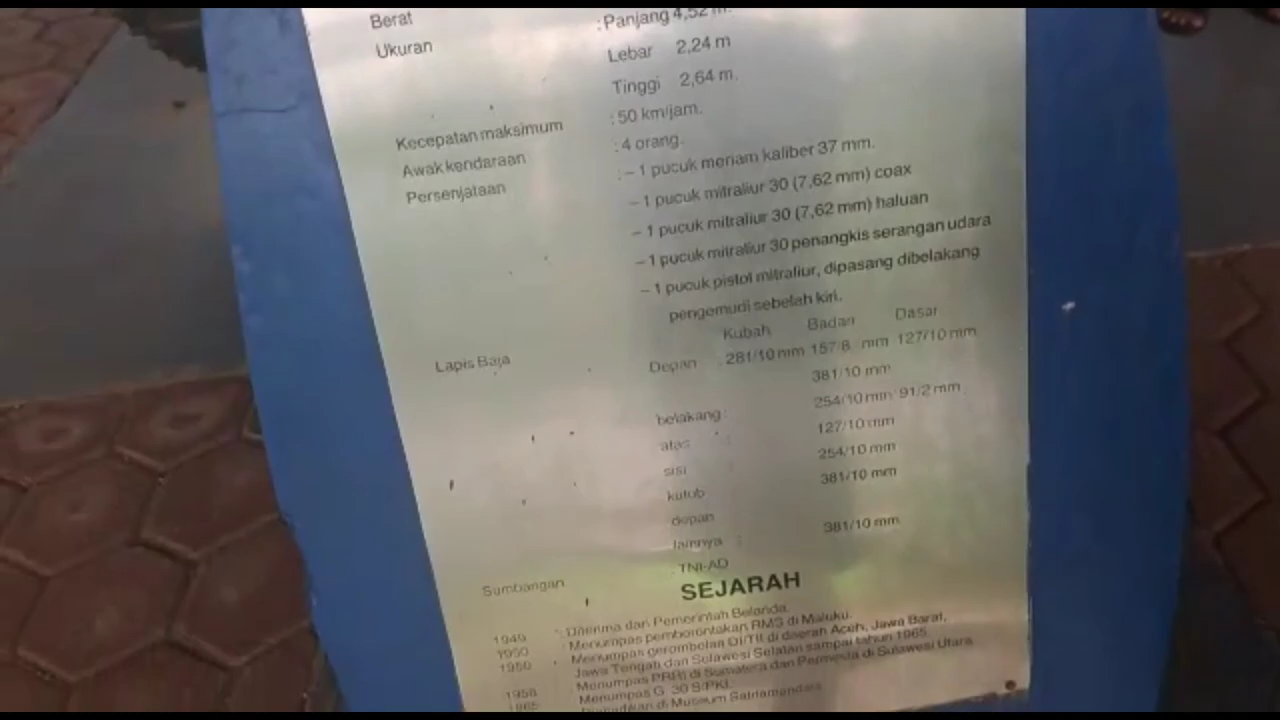 Berat
Ukuran : Panjang 4,52 m.
Lebar 2,24 m
Tinggi 2,64 m.
Kecepatan maksimum : 50 km/jam.
Awak kendaraan : 4 orang.
Persenjataan : – 1 pucuk meriam kaliber 37 mm.
– 1 pucuk mitraliur 30 (7,62 mm) coax
– 1 pucuk mitraliur 30 (7,62 mm) haluan
– 1 pucuk mitraliur 30 penangkis serangan udara
– 1 pucuk pistol mitraliur, dipasang dibelakang
pengemudi sebelah kiri.
Kubah Badan Dasar
Lapis Baja Depan : 281/10 mm 157/8 mm 127/10 mm
381/10 mm
belakang : 254/10 mm 91/2 mm
atas : 127/10 mm
sisi 254/10 mm
kutub 381/10 mm
depan
lainnya : 381/10 mm
Sumbangan : TNI-AD
SEJARAH
1949 : Diterima dari Pemerintah Belanda.
1950 : Menumpas pemborontakan RMS di Maluku.
1950 : Menumpas gerombolan DI/TII di daerah Aceh, Jawa Barat,
Jawa Tengah dan Sulawesi Selatan sampai tahun 1965.
1958 : Menumpas PRRI di Sumatera dan Permesta di Sulawesi Utara
1965 : Menumpas G 30 S/PKI.
di Museum Satriamandala